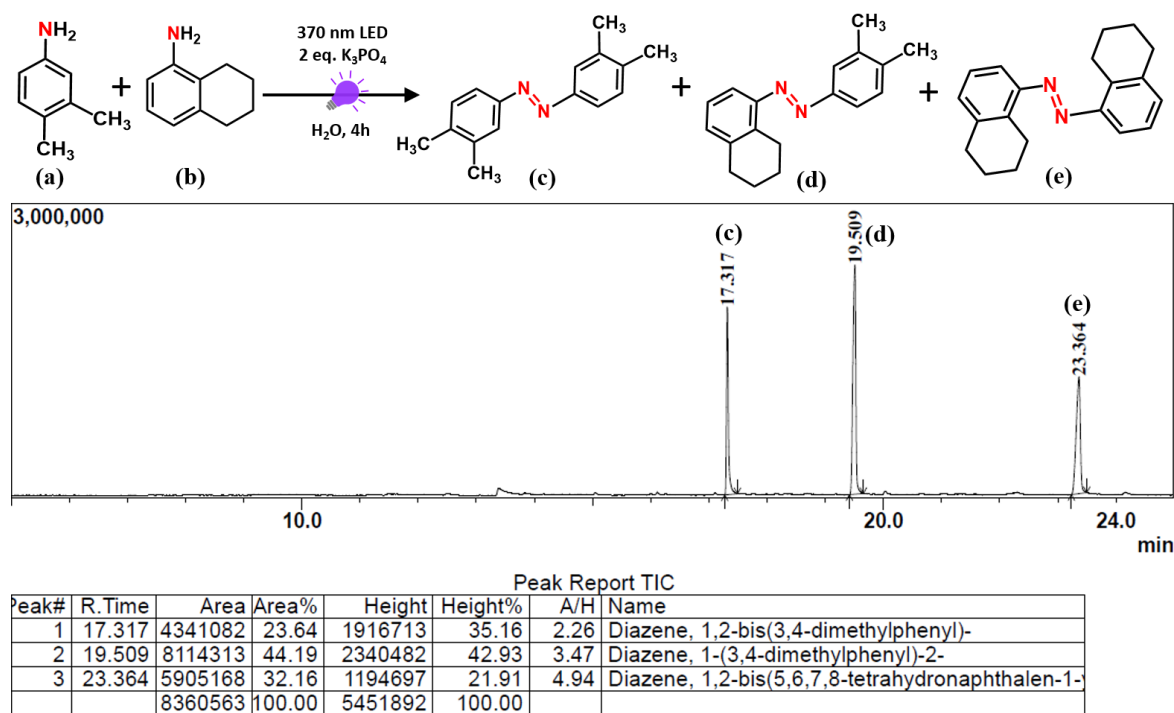 NH₂
NH₂
370 nm LED
2 eq. K₃PO₄
H₂O, 4h
+
CH₃
CH₃
(a)
(b)
CH₃
CH₃
N
N
H₃C
CH₃
(c)
+
CH₃
CH₃
N
N
(d)
+
N
N
(e)
3,000,000
(c)
17.317
19.509
(d)
(e)
23.364
10.0
20.0
24.0
min
Peak Report TIC
Peak# R.Time Area Area% Height Height% A/H Name
1 17.317 4341082 23.64 1916713 35.16 2.26 Diazene, 1,2-bis(3,4-dimethylphenyl)-
2 19.509 8114313 44.19 2340482 42.93 3.47 Diazene, 1-(3,4-dimethylphenyl)-2-
3 23.364 5905168 32.16 1194697 21.91 4.94 Diazene, 1,2-bis(5,6,7,8-tetrahydronaphthalen-1-
8360563 100.00 5451892 100.00